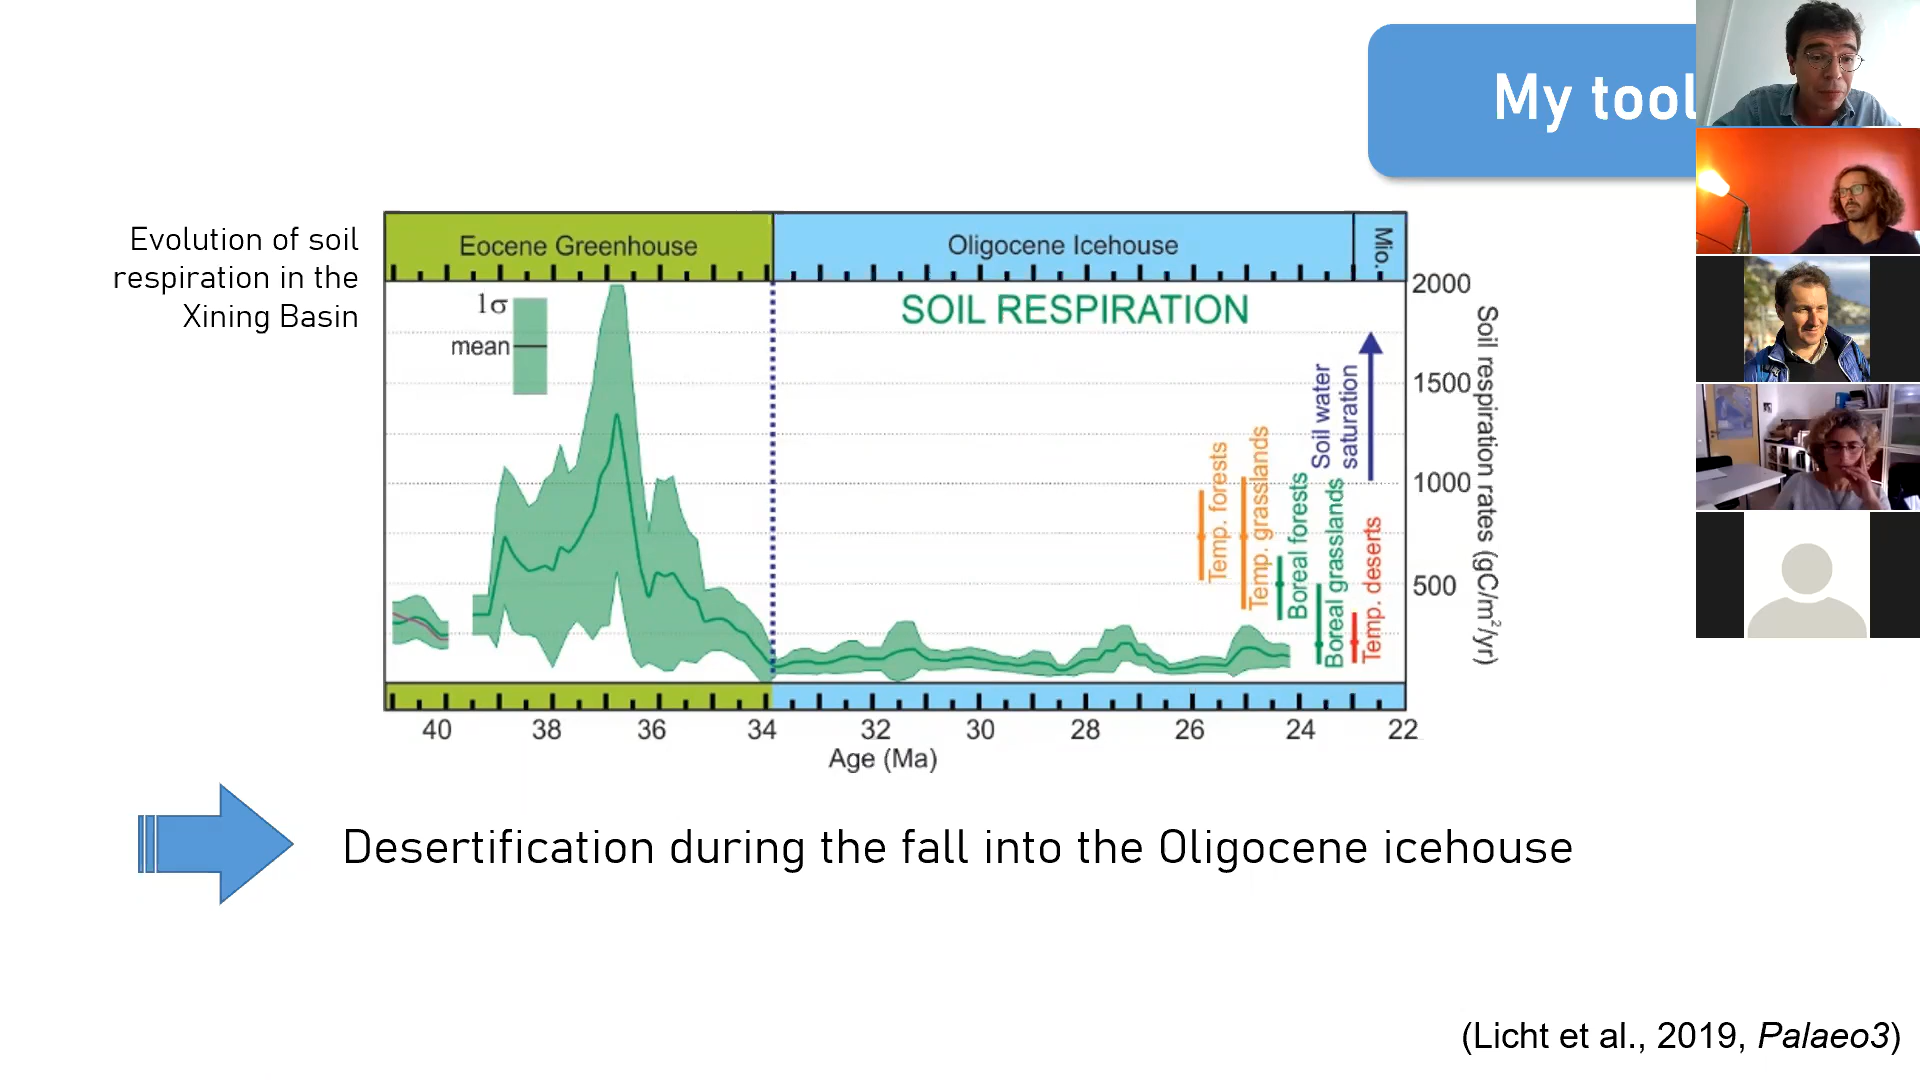 My tool
Evolution of soil
respiration in the
Xining Basin
Eocene Greenhouse
Oligocene Icehouse
Mio.
1σ
mean
SOIL RESPIRATION
2000
1500
1000
500
Soil respiration rates (gC/m²/yr)
Temp. forests
Temp. grasslands
Boreal forests
Soil water
saturation
Boreal grasslands
Temp. deserts
40 38 36 34 32 30 28 26 24 22
Age (Ma)
Desertification during the fall into the Oligocene icehouse
(Licht et al., 2019, Palaeo3)